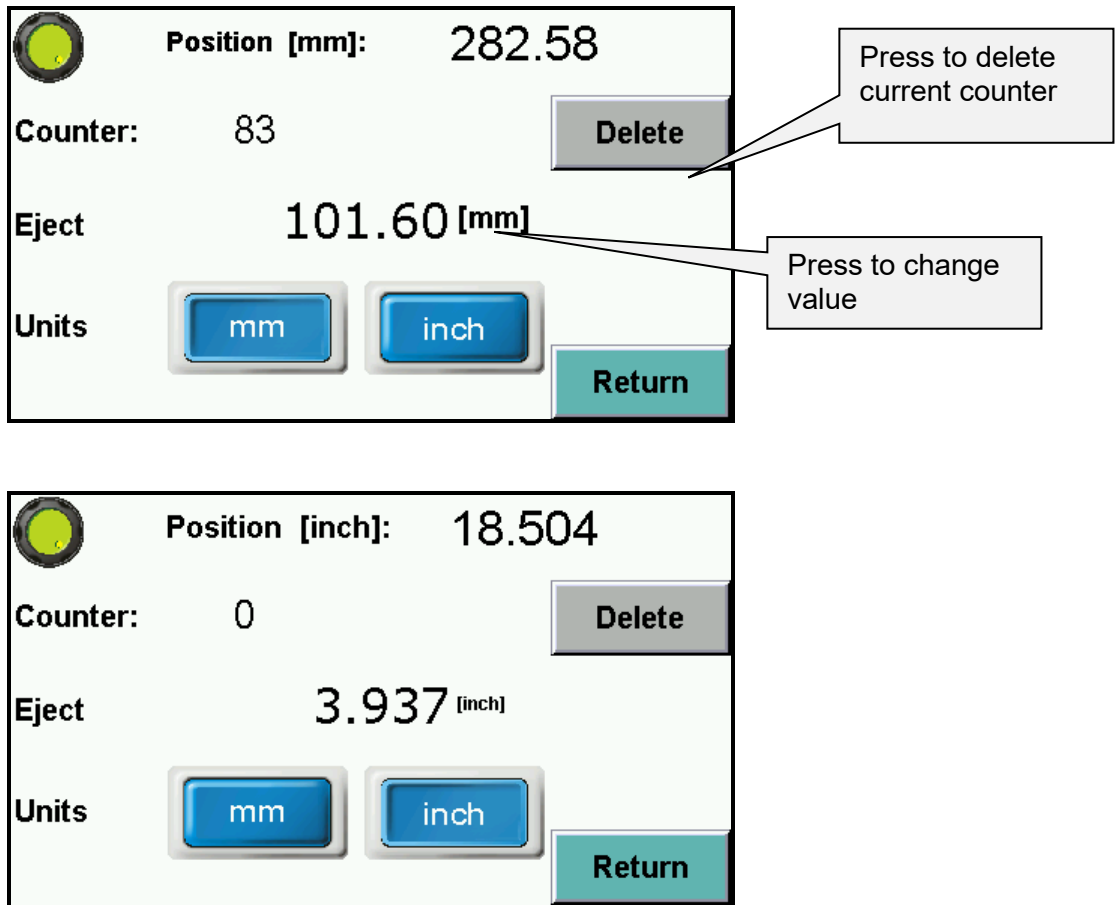 Position [mm]: 282.58
Press to delete
current counter
Counter: 83 Delete
Eject 101.60 [mm]
Press to change
value
Units mm inch
Return
Position [inch]: 18.504
Counter: 0 Delete
Eject 3.937 [inch]
Units mm inch
Return